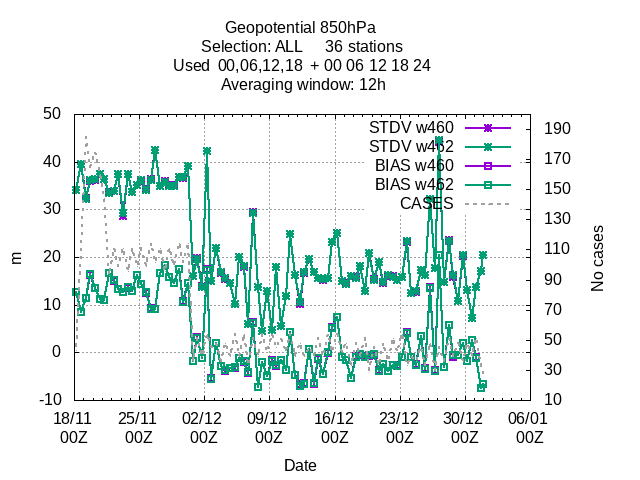 Geopotential 850hPa
Selection: ALL 36 stations
Used 00,06,12,18 + 00 06 12 18 24
Averaging window: 12h
STDV w460
STDV w462
BIAS w460
BIAS w462
CASES
50
40
30
20
10
0
-10
m
190
170
150
130
110
90
70
50
30
10
No cases
18/11 25/11 02/12 09/12 16/12 23/12 30/12 06/01
00Z 00Z 00Z 00Z 00Z 00Z 00Z 00Z
Date